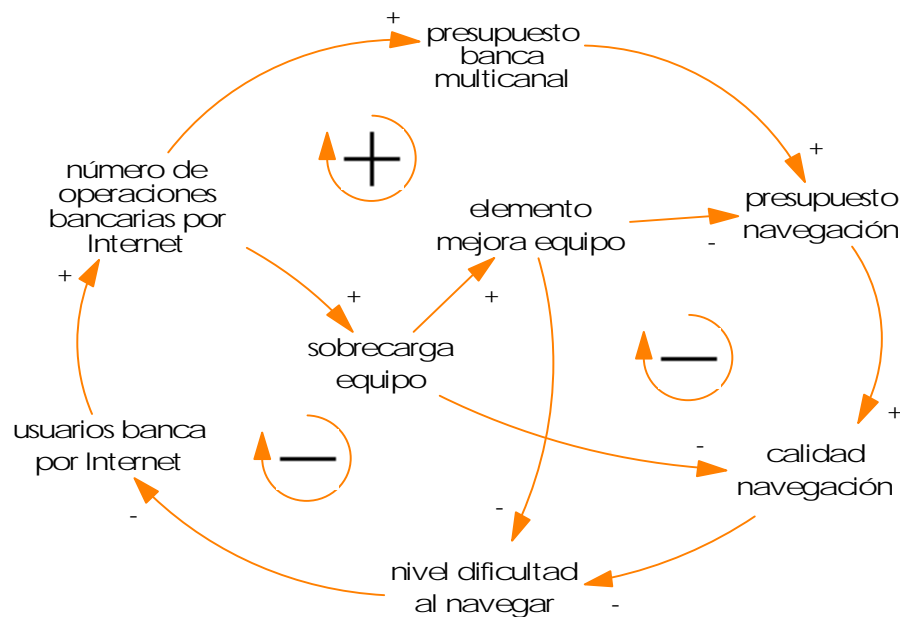 +
presupuesto
banca
multicanal
+
número de
operaciones
bancarias por
Internet
+
elemento
mejora equipo
-
presupuesto
navegación
+
+
+
sobrecarga
equipo
-
+
usuarios banca
por Internet
-
calidad
navegación
-
-
-
nivel dificultad
al navegar
-